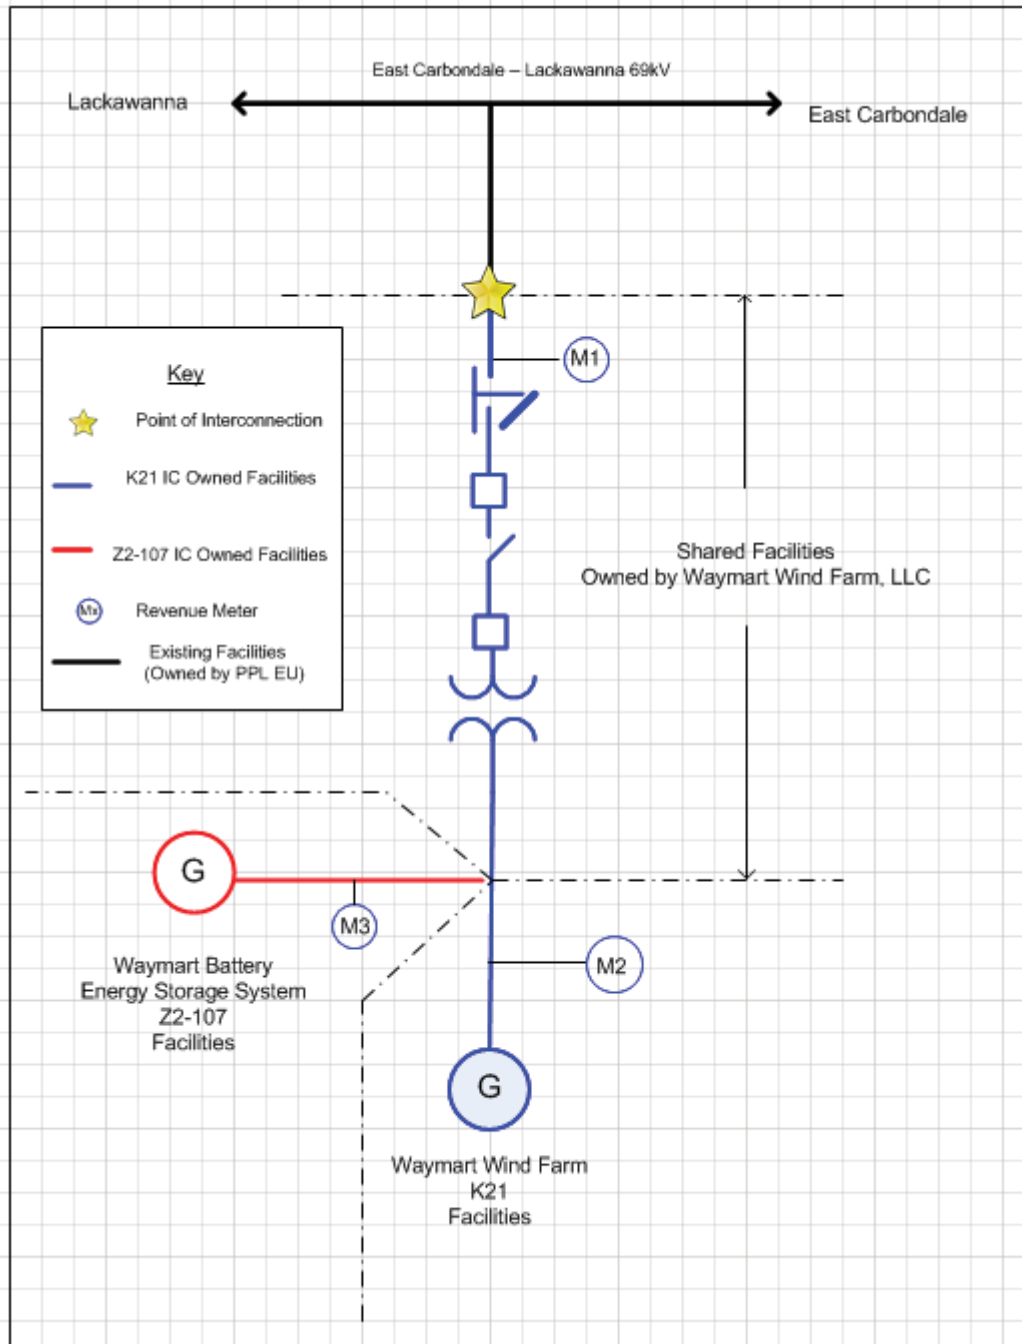 East Carbondale – Lackawanna 69kV
Lackawanna
East Carbondale
M1
Key
Point of Interconnection
K21 IC Owned Facilities
Z2-107 IC Owned Facilities
Mx
Revenue Meter
Existing Facilities
(Owned by PPL EU)
Shared Facilities
Owned by Waymart Wind Farm, LLC
G
M3
Waymart Battery
Energy Storage System
Z2-107
Facilities
M2
G
Waymart Wind Farm
K21
Facilities